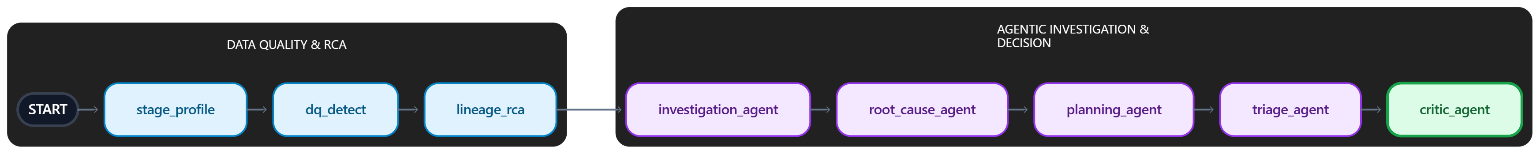 DATA QUALITY & RCA
START
stage_profile
dq_detect
lineage_rca
AGENTIC INVESTIGATION &
DECISION
investigation_agent
root_cause_agent
planning_agent
triage_agent
critic_agent